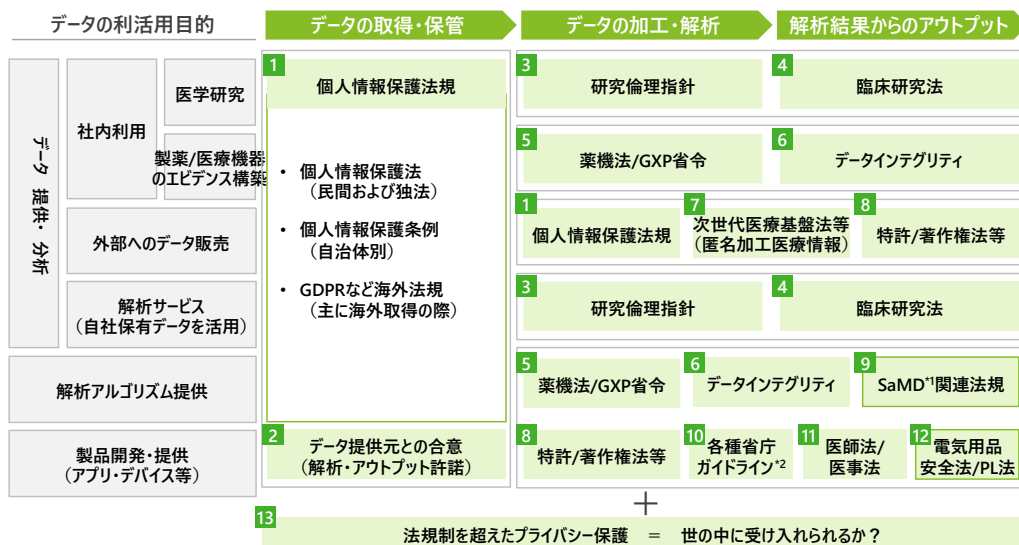 データの利活用目的
データの取得・保管
データの加工・解析
解析結果からのアウトプット
データ提供・分析
社内利用
医学研究
製薬/医療機器
のエビデンス構築
外部へのデータ販売
解析サービス
（自社保有データを活用）
解析アルゴリズム提供
製品開発・提供
（アプリ・デバイス等）
1
個人情報保護法規
• 個人情報保護法
（民間および独法）
• 個人情報保護条例
（自治体別）
• GDPRなど海外法規
（主に海外取得の際）
2
データ提供元との合意
（解析・アウトプット許諾）
3
研究倫理指針
4
臨床研究法
5
薬機法/GXP省令
6
データインテグリティ
1
個人情報保護法規
7
次世代医療基盤法等
（匿名加工医療情報）
8
特許/著作権法等
3
研究倫理指針
4
臨床研究法
5
薬機法/GXP省令
6
データインテグリティ
9
SaMD*1関連法規
8
特許/著作権法等
10
各種省庁
ガイドライン*2
11
医師法/
医事法
12
電気用品
安全法/PL法
＋
13
法規制を超えたプライバシー保護 ＝ 世の中に受け入れられるか？